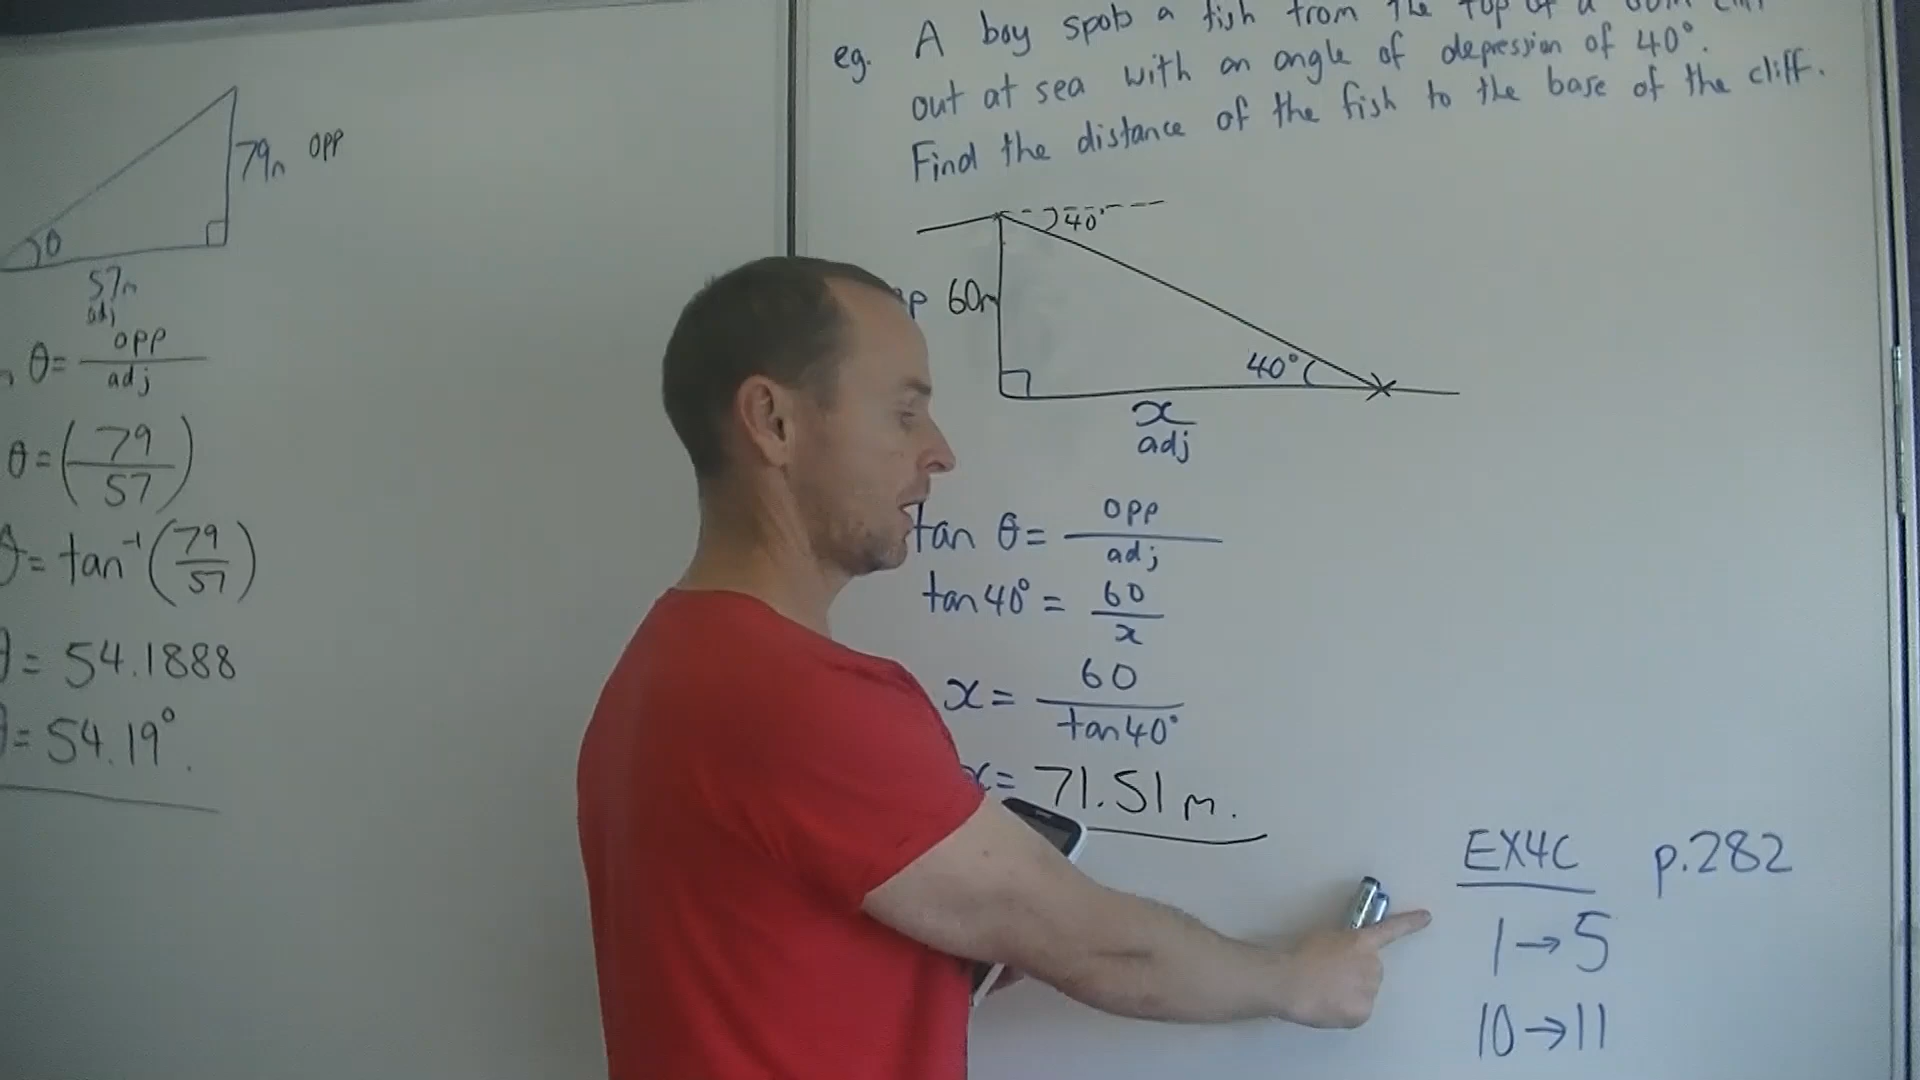 79m opp
θ
57m
adj
θ = opp
adj
θ = (79
57)
θ = tan⁻¹(79
57)
θ = 54.1888
θ = 54.19°.
eg. A boy spots a fish from the top of a 60m cliff
out at sea with an angle of depression of 40°.
Find the distance of the fish to the base of the cliff.
40°
60m
40°
x
adj
tan θ = opp
adj
tan40° = 60
x
x = 60
tan40°
x = 71.51 m.
EX4C p.282
1→5
10→11